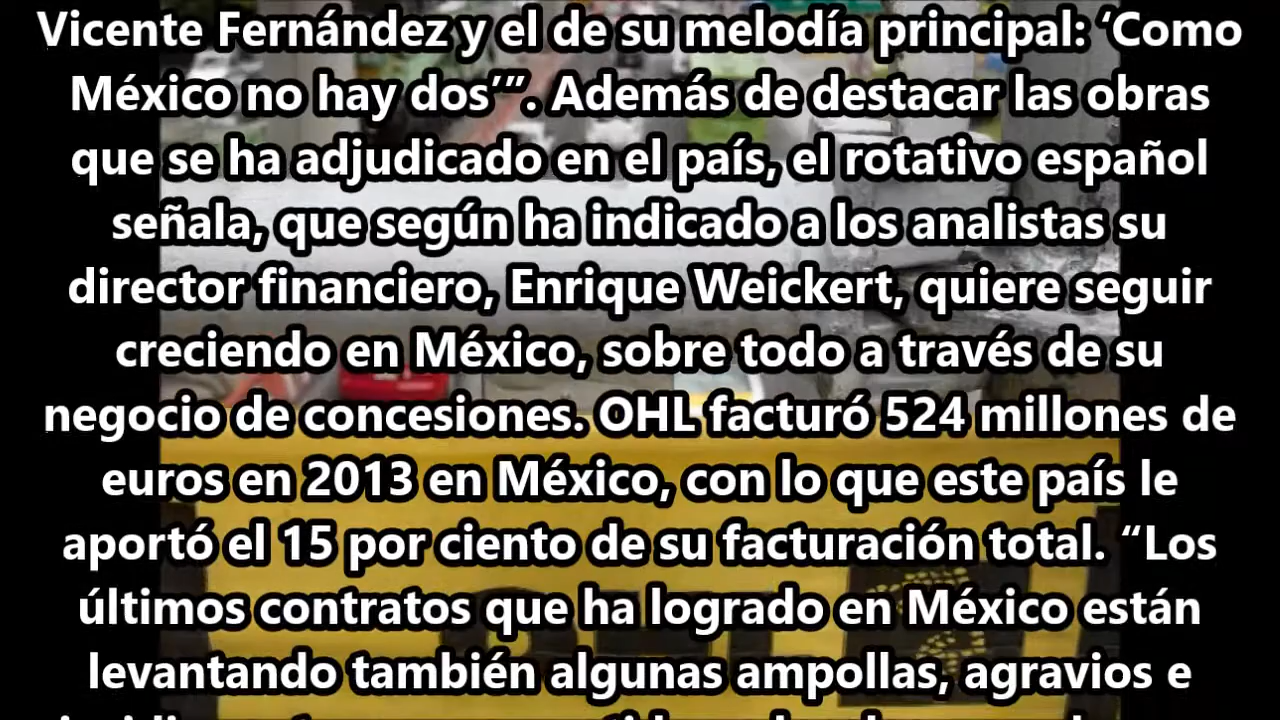 Vicente Fernández y el de su melodía principal: ‘Como
México no hay dos’”. Además de destacar las obras
que se ha adjudicado en el país, el rotativo español
señala, que según ha indicado a los analistas su
director financiero, Enrique Weickert, quiere seguir
creciendo en México, sobre todo a través de su
negocio de concesiones. OHL facturó 524 millones de
euros en 2013 en México, con lo que este país le
aportó el 15 por ciento de su facturación total. “Los
últimos contratos que ha logrado en México están
levantando también algunas ampollas, agravios e